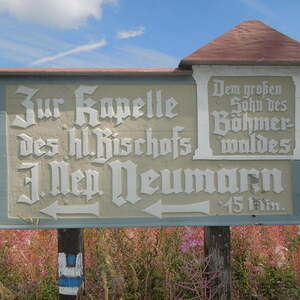 Zur Kapelle
des hl. Bischofs
J. Nep. Neumann
Dem großen
Sohn des
Böhmer-
waldes
15 Min.